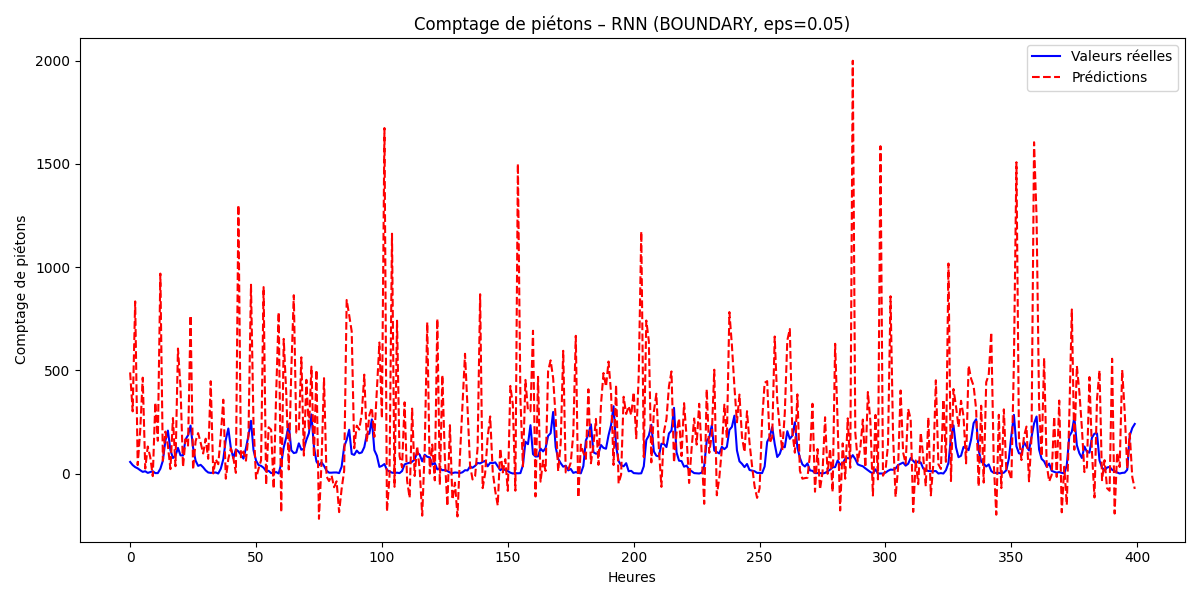 Comptage de piétons – RNN (BOUNDARY, eps=0.05)
Valeurs réelles
Prédictions
Comptage de piétons
2000
1500
1000
500
0
0 50 100 150 200 250 300 350 400
Heures